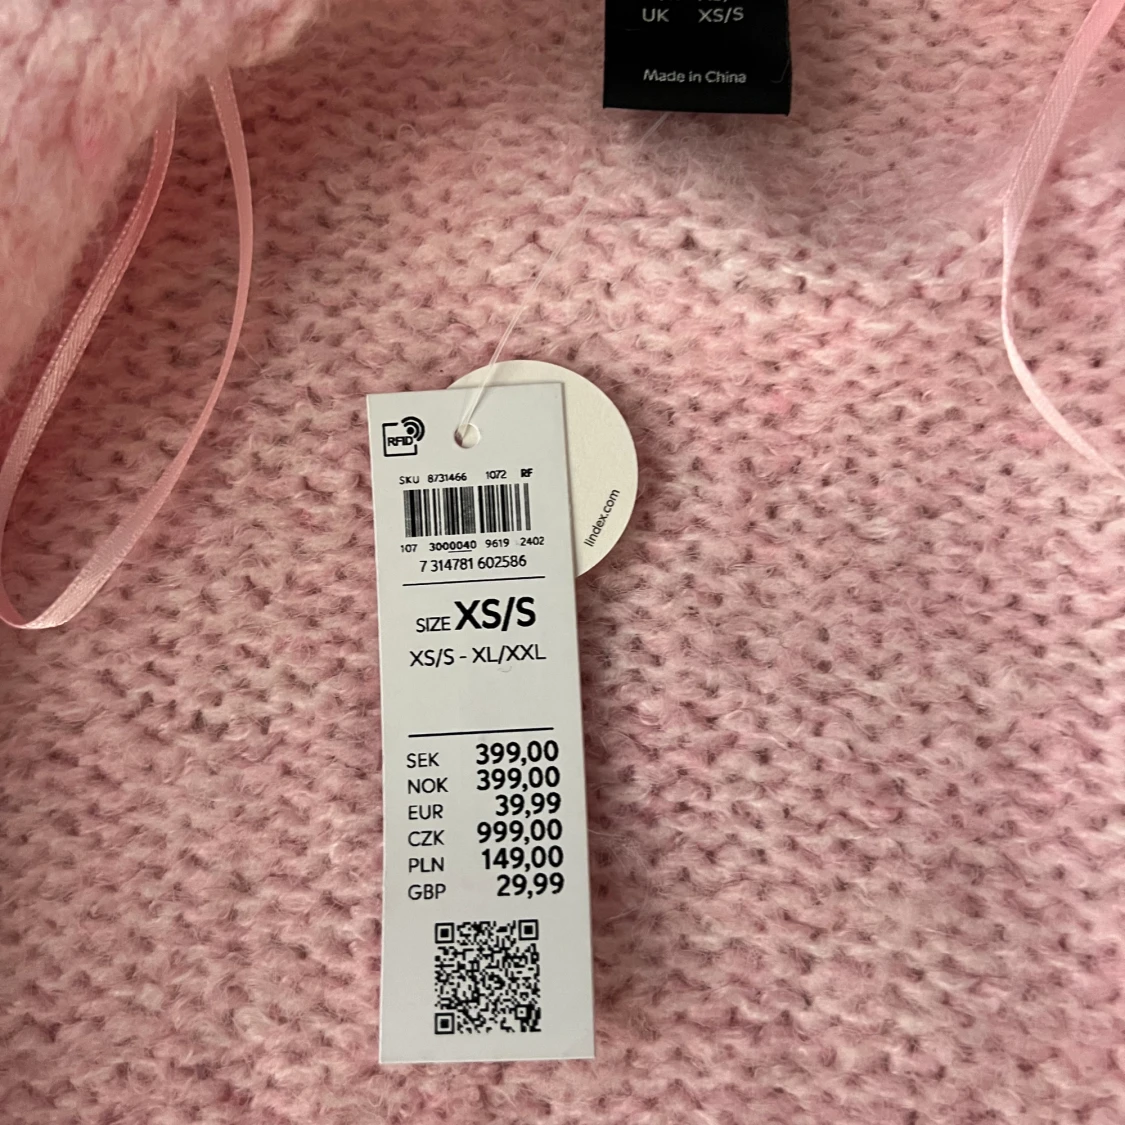 UK XS/S
Made in China
RFID
SKU 8731466 1072 RF
107 3000040 9619 2402
7 314781 602586
lindex.com
SIZE XS/S
XS/S - XL/XXL
SEK 399,00
NOK 399,00
EUR 39,99
CZK 999,00
PLN 149,00
GBP 29,99